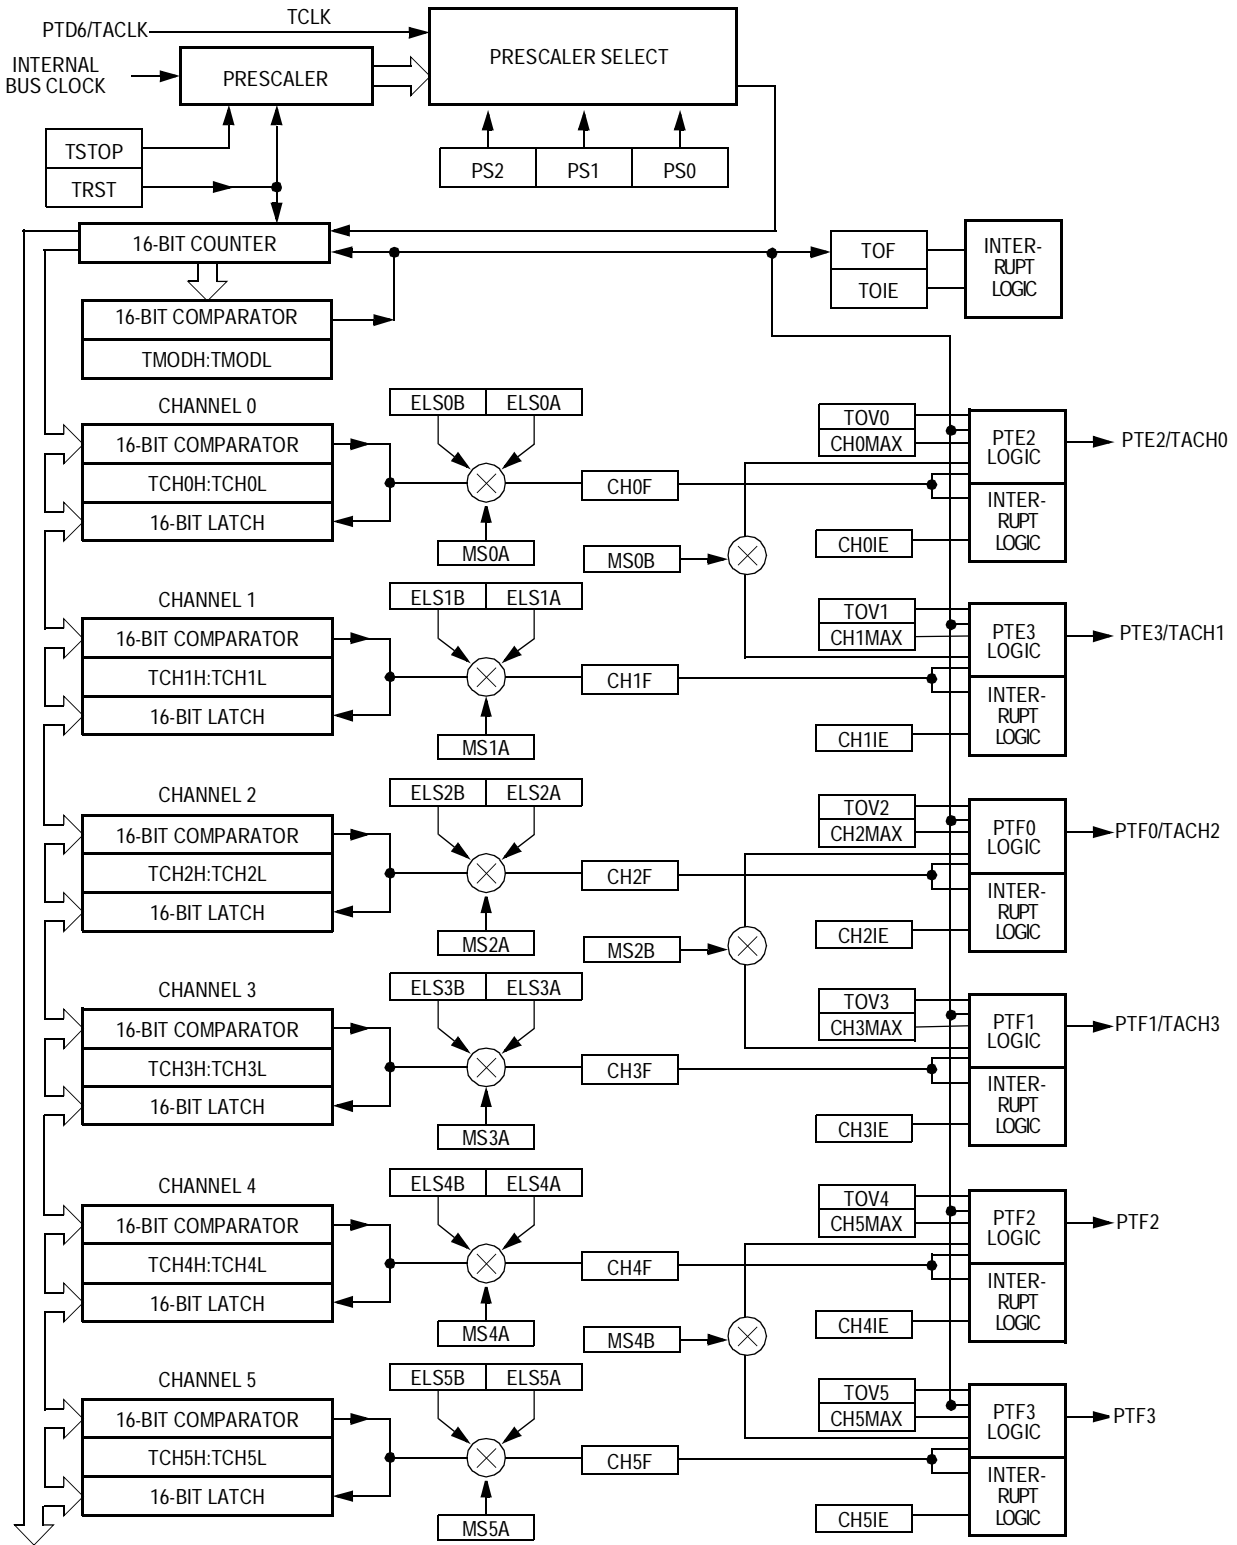 TCLK
PTD6/TACLK
PRESCALER SELECT
INTERNAL
BUS CLOCK
PRESCALER
TSTOP
TRST
PS2
PS1
PS0
16-BIT COUNTER
TOF
TOIE
INTER-
RUPT
LOGIC
16-BIT COMPARATOR
TMODH:TMODL
CHANNEL 0
16-BIT COMPARATOR
TCH0H:TCH0L
16-BIT LATCH
ELS0B
ELS0A
MS0A
CH0F
MS0B
TOV0
CH0MAX
CH0IE
PTE2
LOGIC
INTER-
RUPT
LOGIC
PTE2/TACH0
CHANNEL 1
16-BIT COMPARATOR
TCH1H:TCH1L
16-BIT LATCH
ELS1B
ELS1A
MS1A
CH1F
TOV1
CH1MAX
CH1IE
PTE3
LOGIC
INTER-
RUPT
LOGIC
PTE3/TACH1
CHANNEL 2
16-BIT COMPARATOR
TCH2H:TCH2L
16-BIT LATCH
ELS2B
ELS2A
MS2A
CH2F
MS2B
TOV2
CH2MAX
CH2IE
PTF0
LOGIC
INTER-
RUPT
LOGIC
PTF0/TACH2
CHANNEL 3
16-BIT COMPARATOR
TCH3H:TCH3L
16-BIT LATCH
ELS3B
ELS3A
MS3A
CH3F
TOV3
CH3MAX
CH3IE
PTF1
LOGIC
INTER-
RUPT
LOGIC
PTF1/TACH3
CHANNEL 4
16-BIT COMPARATOR
TCH4H:TCH4L
16-BIT LATCH
ELS4B
ELS4A
MS4A
CH4F
MS4B
TOV4
CH5MAX
CH4IE
PTF2
LOGIC
INTER-
RUPT
LOGIC
PTF2
CHANNEL 5
16-BIT COMPARATOR
TCH5H:TCH5L
16-BIT LATCH
ELS5B
ELS5A
MS5A
CH5F
TOV5
CH5MAX
CH5IE
PTF3
LOGIC
INTER-
RUPT
LOGIC
PTF3